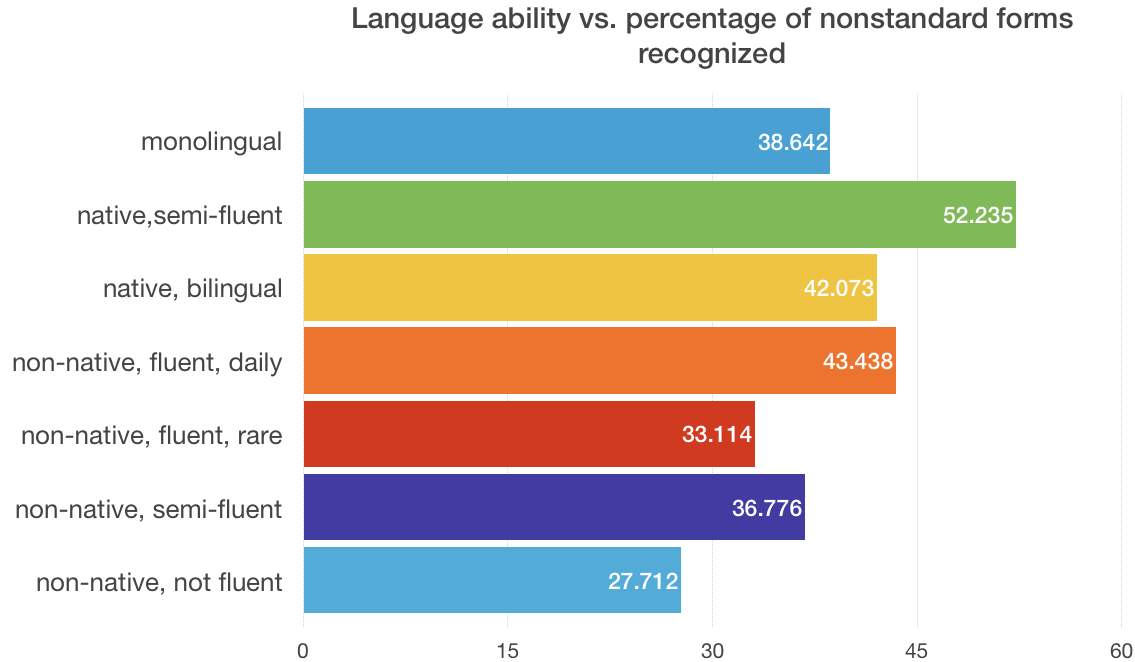 Language ability vs. percentage of nonstandard forms
recognized
monolingual 38.642
native,semi-fluent 52.235
native, bilingual 42.073
non-native, fluent, daily 43.438
non-native, fluent, rare 33.114
non-native, semi-fluent 36.776
non-native, not fluent 27.712
0 15 30 45 60